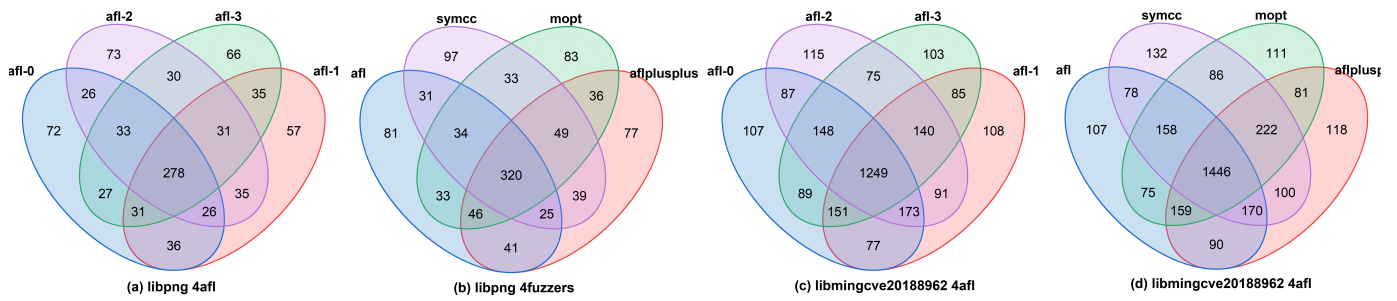 afl-2 afl-3
afl-0 afl-1
73 66
30
26 35
72 33 31 57
278
27 35
31 26
36
(a) libpng 4afl
symcc mopt
afl aflplusplus
97 83
33
31 36
81 34 49 77
320
33 39
46 25
41
(b) libpng 4fuzzers
afl-2 afl-3
afl-0 afl-1
115 103
75
87 85
107 148 140 108
1249
89 91
151 173
77
(c) libmingcve20188962 4afl
symcc mopt
afl aflplusp
132 111
86
78 81
107 158 222 118
1446
75 100
159 170
90
(d) libmingcve20188962 4afl